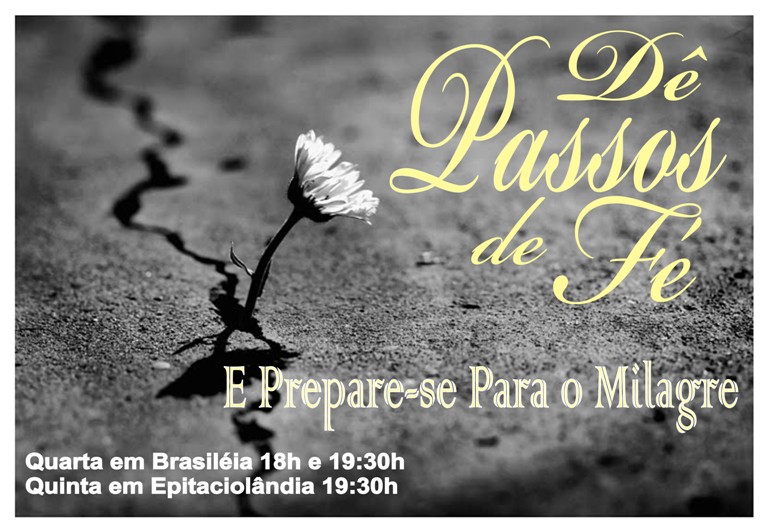 Dê
Passos
de Fé
E Prepare-se Para o Milagre
Quarta em Brasiléia 18h e 19:30h
Quinta em Epitaciolândia 19:30h